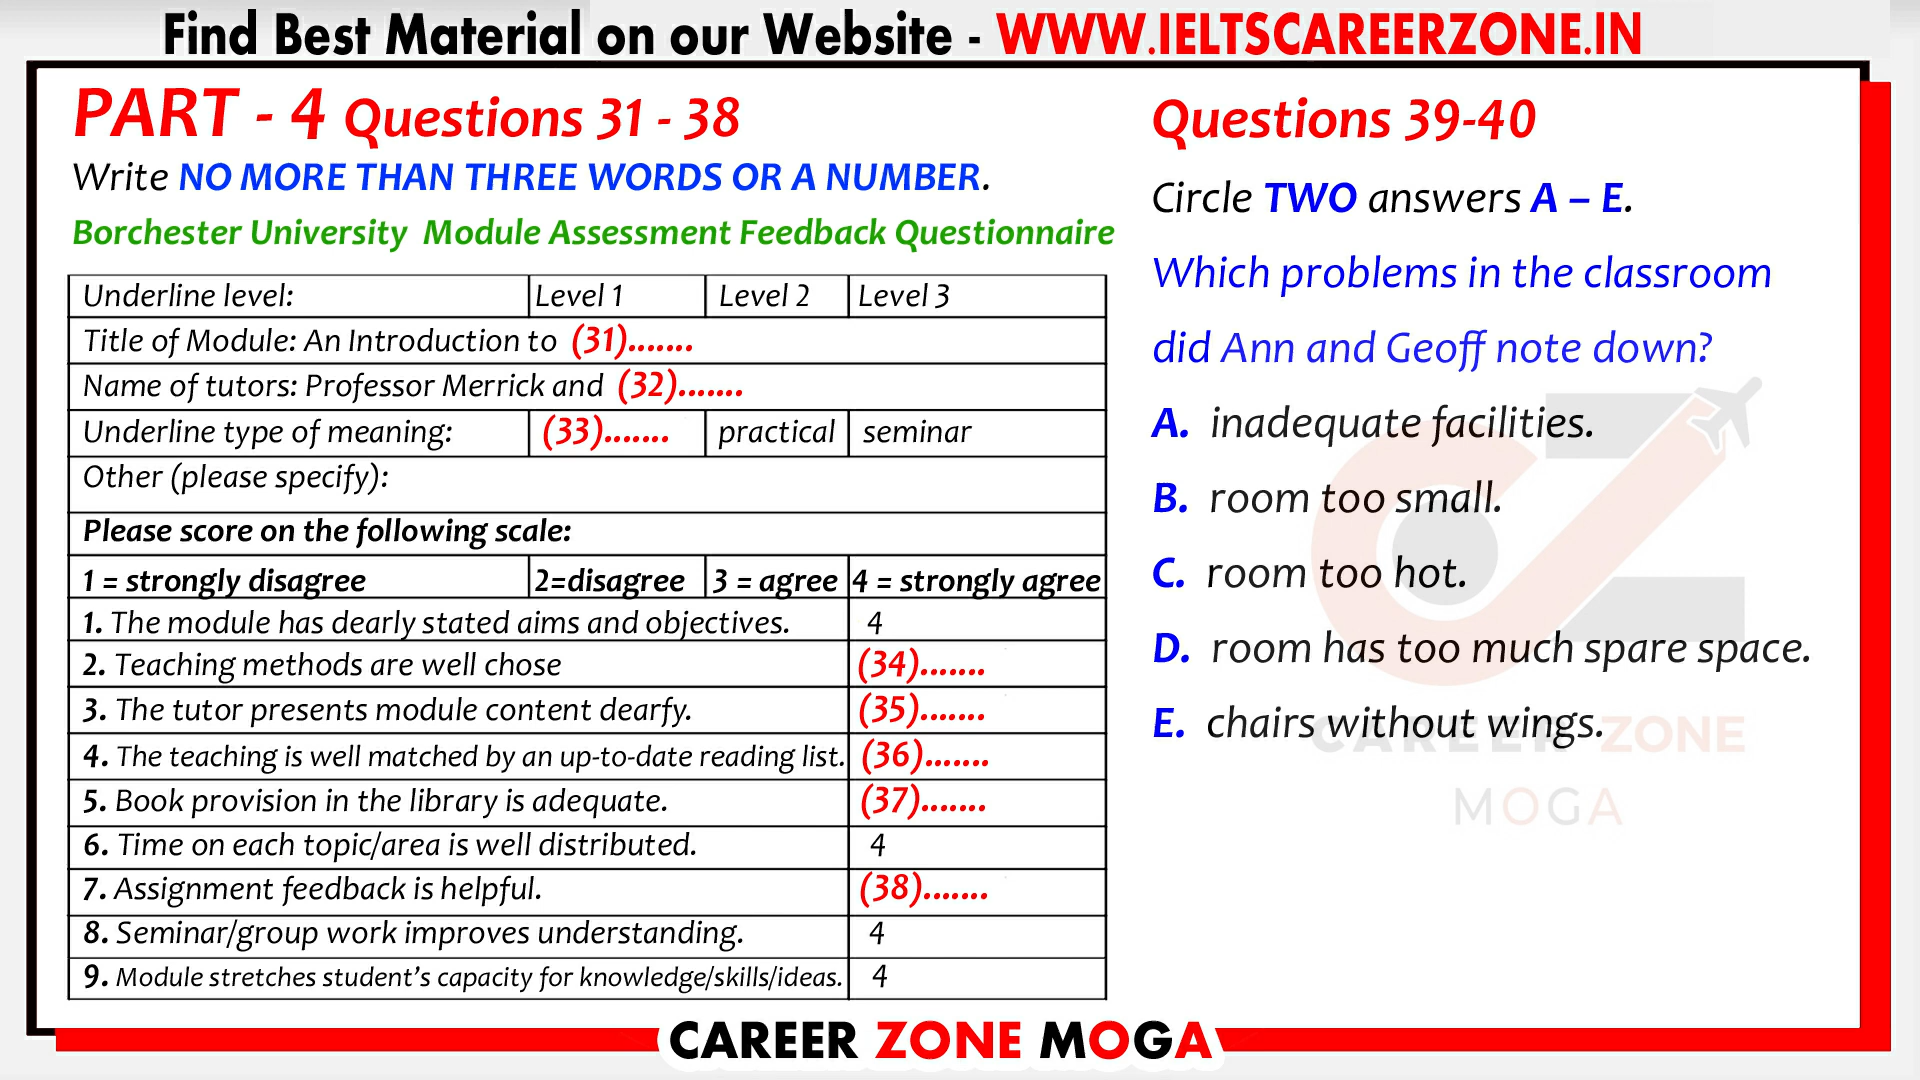 Find Best Material on our Website - WWW.IELTSCAREERZONE.IN
PART - 4 Questions 31 - 38
Write NO MORE THAN THREE WORDS OR A NUMBER.
Borchester University Module Assessment Feedback Questionnaire
Underline level: Level 1 Level 2 Level 3
Title of Module: An Introduction to (31).......
Name of tutors: Professor Merrick and (32).......
Underline type of meaning: (33)....... practical seminar
Other (please specify):
Please score on the following scale:
1 = strongly disagree 2=disagree 3 = agree 4 = strongly agree
1. The module has dearly stated aims and objectives. 4
2. Teaching methods are well chose (34).......
3. The tutor presents module content dearfy. (35).......
4. The teaching is well matched by an up-to-date reading list. (36).......
5. Book provision in the library is adequate. (37).......
6. Time on each topic/area is well distributed. 4
7. Assignment feedback is helpful. (38).......
8. Seminar/group work improves understanding. 4
9. Module stretches student's capacity for knowledge/skills/ideas. 4
Questions 39-40
Circle TWO answers A – E.
Which problems in the classroom
did Ann and Geoff note down?
A. inadequate facilities.
B. room too small.
C. room too hot.
D. room has too much spare space.
E. chairs without wings.
CAREER ZONE
MOGA
CAREER ZONE MOGA